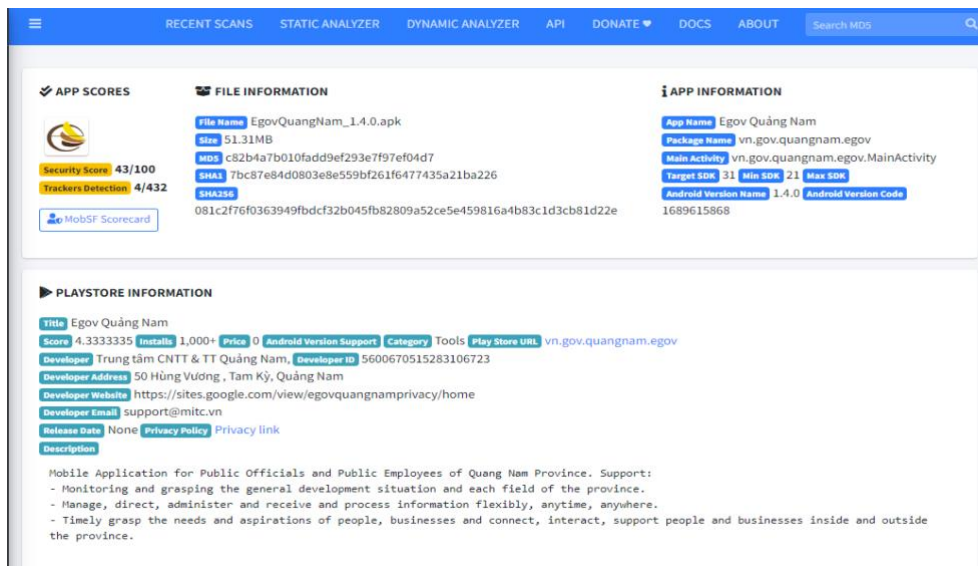 RECENT SCANS STATIC ANALYZER DYNAMIC ANALYZER API DONATE DOCS ABOUT Search MD5
APP SCORES
Security Score 43/100
Trackers Detection 4/432
MobSF Scorecard
FILE INFORMATION
File Name EgovQuangNam_1.4.0.apk
Size 51.31MB
MD5 c82b4a7b010fadd9ef293e7f97ef04d7
SHA1 7bc87e84d0803e8e559bf261f6477435a21ba226
SHA256
081c2f76f0363949fbdcf32b045fb82809a52ce5e459816a4b83c1d3cb81d22e
APP INFORMATION
App Name Egov Quảng Nam
Package Name vn.gov.quangnam.egov
Main Activity vn.gov.quangnam.egov.MainActivity
Target SDK 31 Min SDK 21 Max SDK
Android Version Name 1.4.0 Android Version Code
1689615868
PLAYSTORE INFORMATION
Title Egov Quảng Nam
Score 4.3333335 Installs 1,000+ Price 0 Android Version Support Category Tools Play Store URL vn.gov.quangnam.egov
Developer Trung tâm CNTT & TT Quảng Nam, Developer ID 5600670515283106723
Developer Address 50 Hùng Vương , Tam Kỳ, Quảng Nam
Developer Website https://sites.google.com/view/egovquangnamprivacy/home
Developer Email support@mitc.vn
Release Date None Privacy Policy Privacy link
Description
Mobile Application for Public Officials and Public Employees of Quang Nam Province. Support:
- Monitoring and grasping the general development situation and each field of the province.
- Manage, direct, administer and receive and process information flexibly, anytime, anywhere.
- Timely grasp the needs and aspirations of people, businesses and connect, interact, support people and businesses inside and outside
the province.